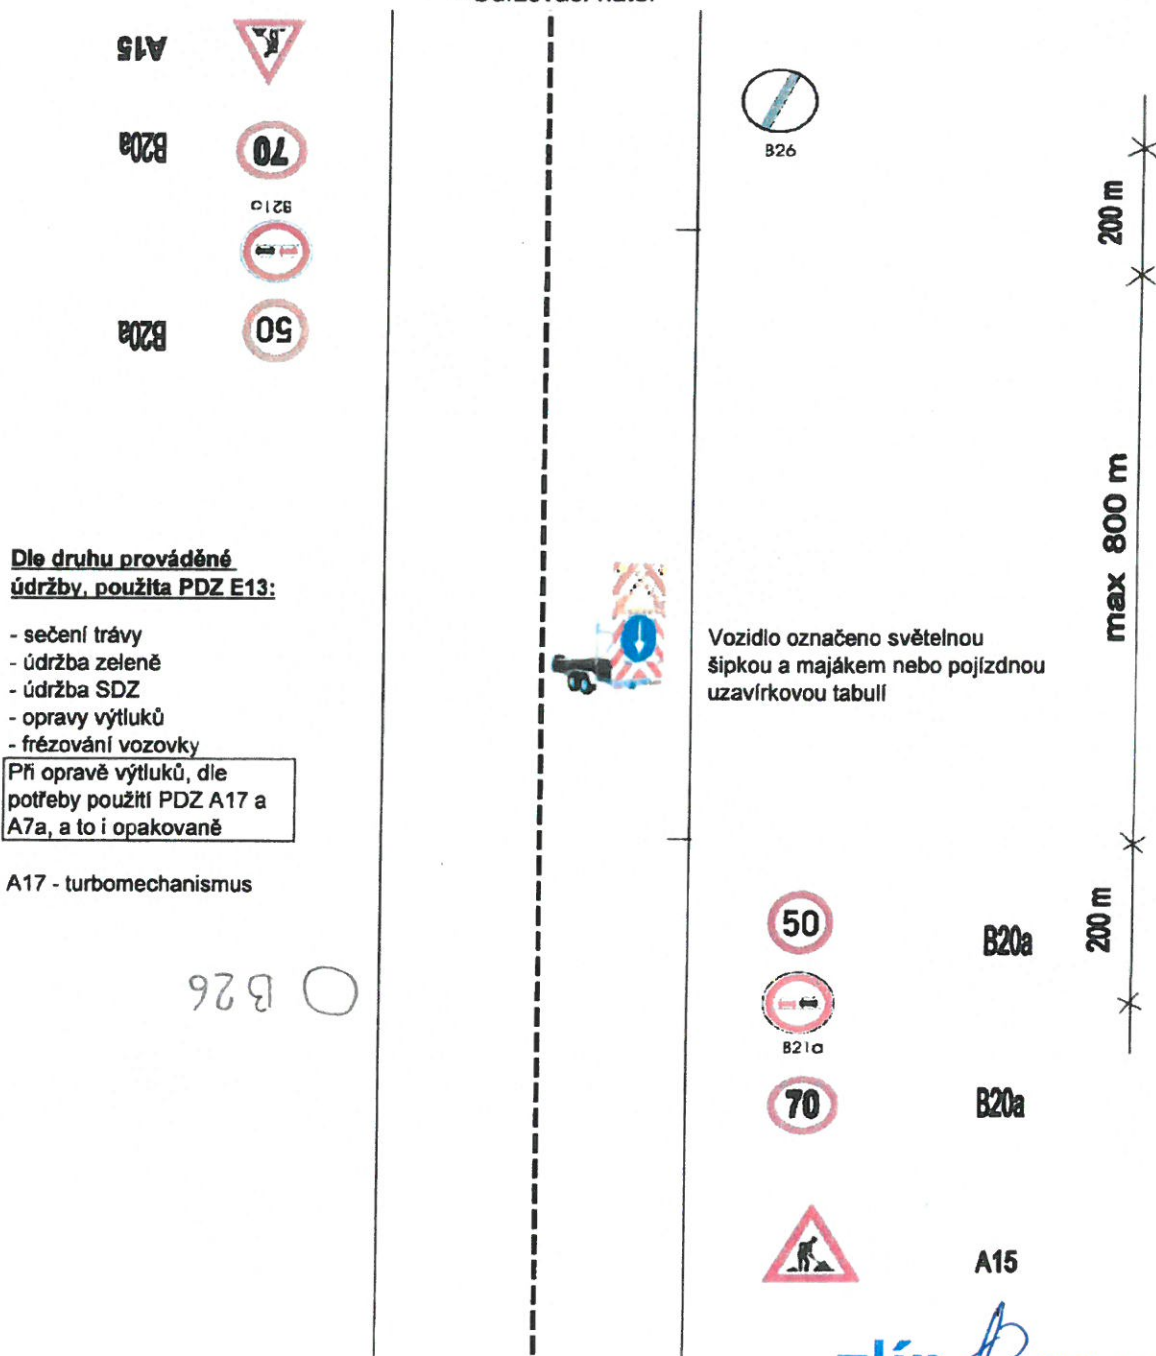 A15
B20a
70
B21a
B20a
50
B26
200 m
max 800 m
Dle druhu prováděné
údržby, použita PDZ E13:
- sečení trávy
- údržba zeleně
- údržba SDZ
- opravy výtluků
- frézování vozovky
Při opravě výtluků, dle
potřeby použití PDZ A17 a
A7a, a to i opakovaně
A17 - turbomechanismus
Vozidlo označeno světelnou
šipkou a majákem nebo pojízdnou
uzavírkovou tabulí
B26
50
B20a
200 m
B21a
70
B20a
A15